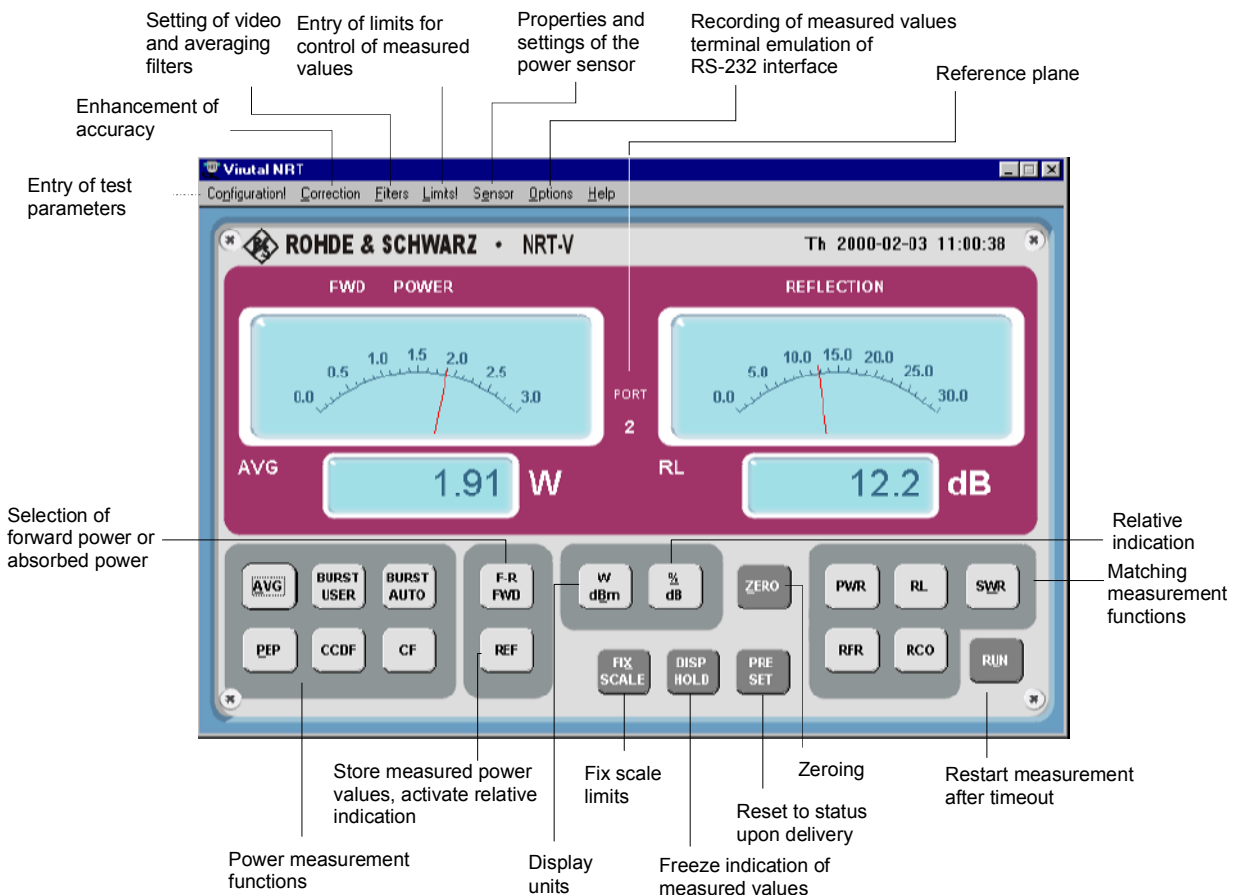 Setting of video
and averaging
filters
Entry of limits for
control of measured
values
Properties and
settings of the
power sensor
Recording of measured values
terminal emulation of
RS-232 interface
Reference plane
Enhancement of
accuracy
Entry of test
parameters
Viiutal NRT
Configuration! Correction Filters Limits! Sensor Options Help
R&S ROHDE & SCHWARZ • NRT-V
Th 2000-02-03 11:00:38
FWD POWER
REFLECTION
0.0 0.5 1.0 1.5 2.0 2.5 3.0
0.0 5.0 10.0 15.0 20.0 25.0 30.0
PORT
2
AVG
1.91 W
RL
12.2 dB
Selection of
forward power or
absorbed power
Relative
indication
Matching
measurement
functions
AVG
BURST
USER
BURST
AUTO
F-R
FWD
W
dBm
%
dB
ZERO
PWR
RL
SWR
PEP
CCDF
CF
REF
FIX
SCALE
DISP
HOLD
PRE
SET
RFR
RCO
RUN
Store measured power
values, activate relative
indication
Fix scale
limits
Zeroing
Restart measurement
after timeout
Reset to status
upon delivery
Power measurement
functions
Display
units
Freeze indication of
measured values